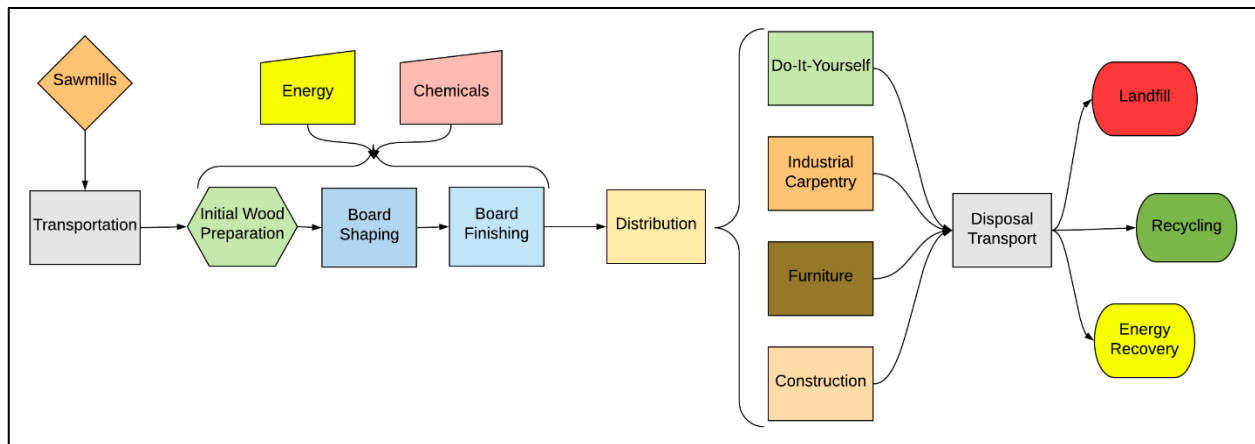 Sawmills
Transportation
Energy
Chemicals
Initial Wood
Preparation
Board
Shaping
Board
Finishing
Distribution
Do-It-Yourself
Industrial
Carpentry
Furniture
Construction
Disposal
Transport
Landfill
Recycling
Energy
Recovery